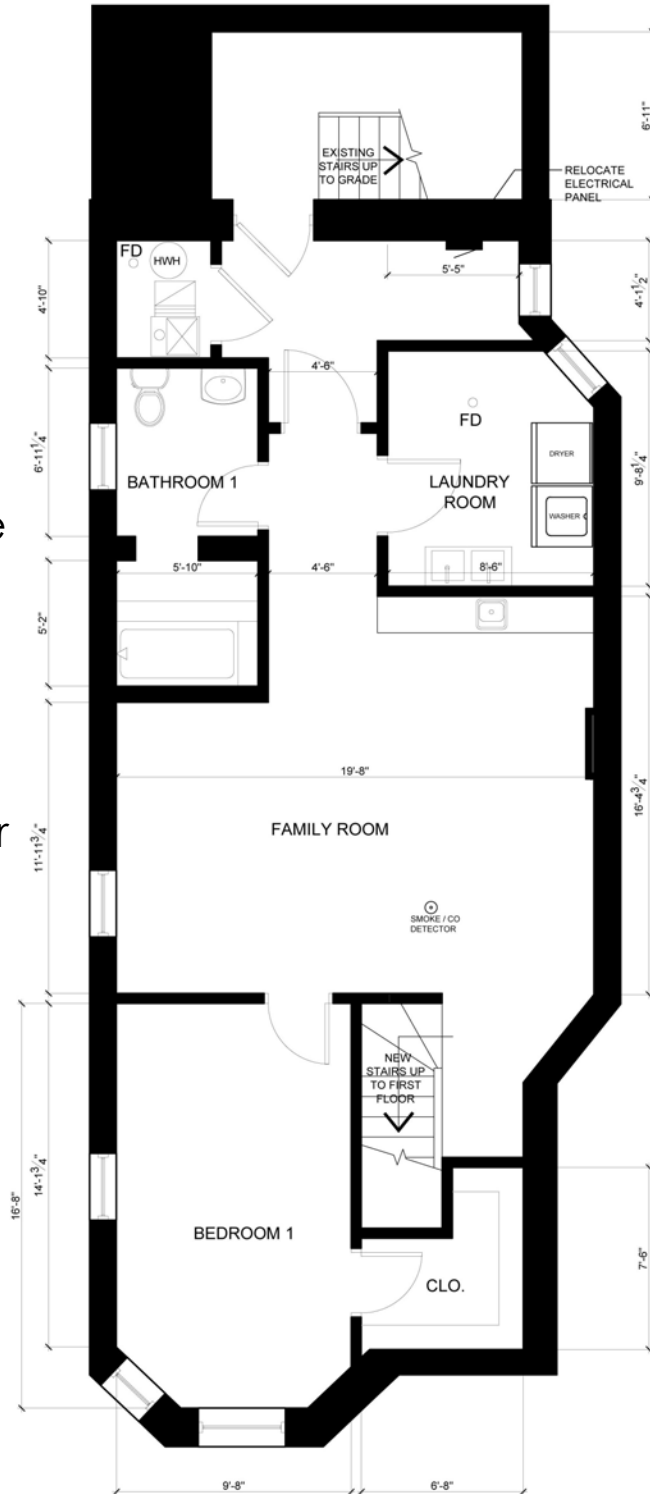 EXISTING
STAIRS UP
TO GRADE
6'-11"
RELOCATE
ELECTRICAL
PANEL
FD
HWH
5'-5"
4'-10"
4'-1½"
4'-6"
FD
DRYER
6'-11¼"
BATHROOM 1
LAUNDRY
ROOM
9'-8¼"
WASHER
e
5'-10"
4'-6"
8'-6"
5'-2"
19'-8"
16'-4¾"
r
11'-11¾"
FAMILY ROOM
SMOKE / CO
DETECTOR
NEW
STAIRS UP
TO FIRST
FLOOR
14'-1¾"
16'-8"
BEDROOM 1
CLO.
7'-6"
9'-8"
6'-8"